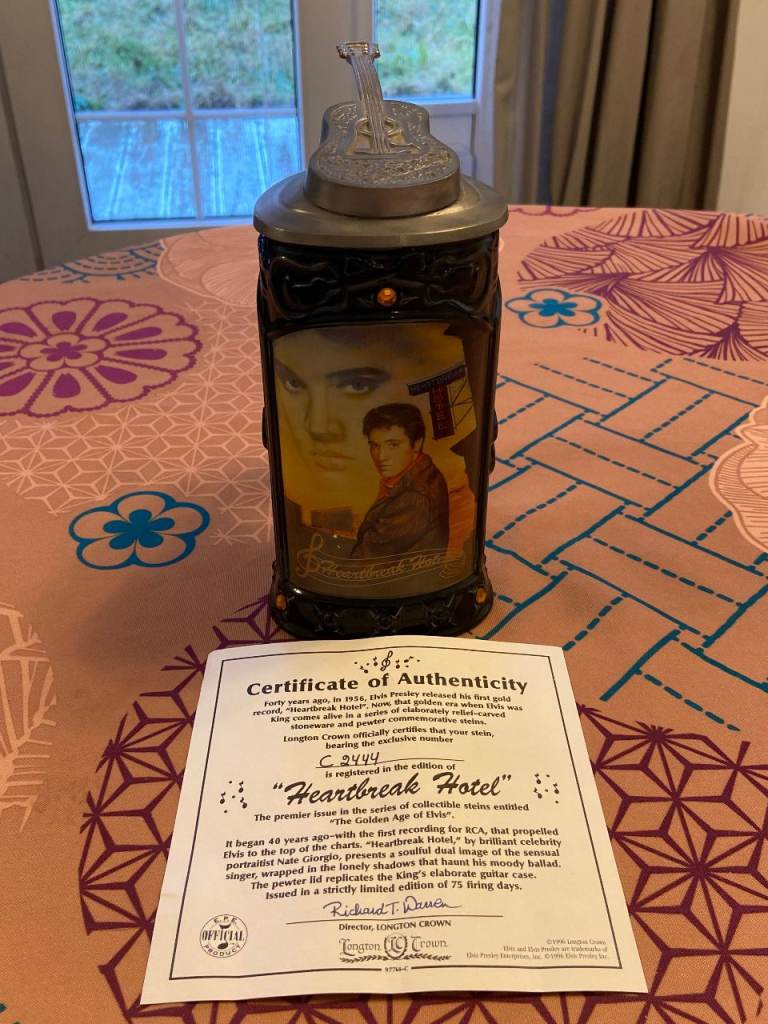 HOTEL
Heartbreak Hotel
Certificate of Authenticity
Forty years ago, in 1956, Elvis Presley released his first gold
record, "Heartbreak Hotel". Now, that golden era when Elvis was
King comes alive in a series of elaborately relief-carved
stoneware and pewter commemorative steins.
Longton Crown officially certifies that your stein,
bearing the exclusive number
C 2444
is registered in the edition of
"Heartbreak Hotel"
The premier issue in the series of collectible steins entitled
"The Golden Age of Elvis".
It began 40 years ago–with the first recording for RCA, that propelled
Elvis to the top of the charts. "Heartbreak Hotel," by brilliant celebrity
portraitist Nate Giorgio, presents a soulful dual image of the sensual
singer, wrapped in the lonely shadows that haunt his moody ballad.
The pewter lid replicates the King's elaborate guitar case.
Issued in a strictly limited edition of 75 firing days.
Richard T. Warren
Director, LONGTON CROWN
E.P.E
OFFICIAL
PRODUCT
Longton LC Crown
97768-C
©1996 Longton Crown
Elvis and Elvis Presley are trademarks of
Elvis Presley Enterprises, Inc. ©1996 Elvis Presley Inc.